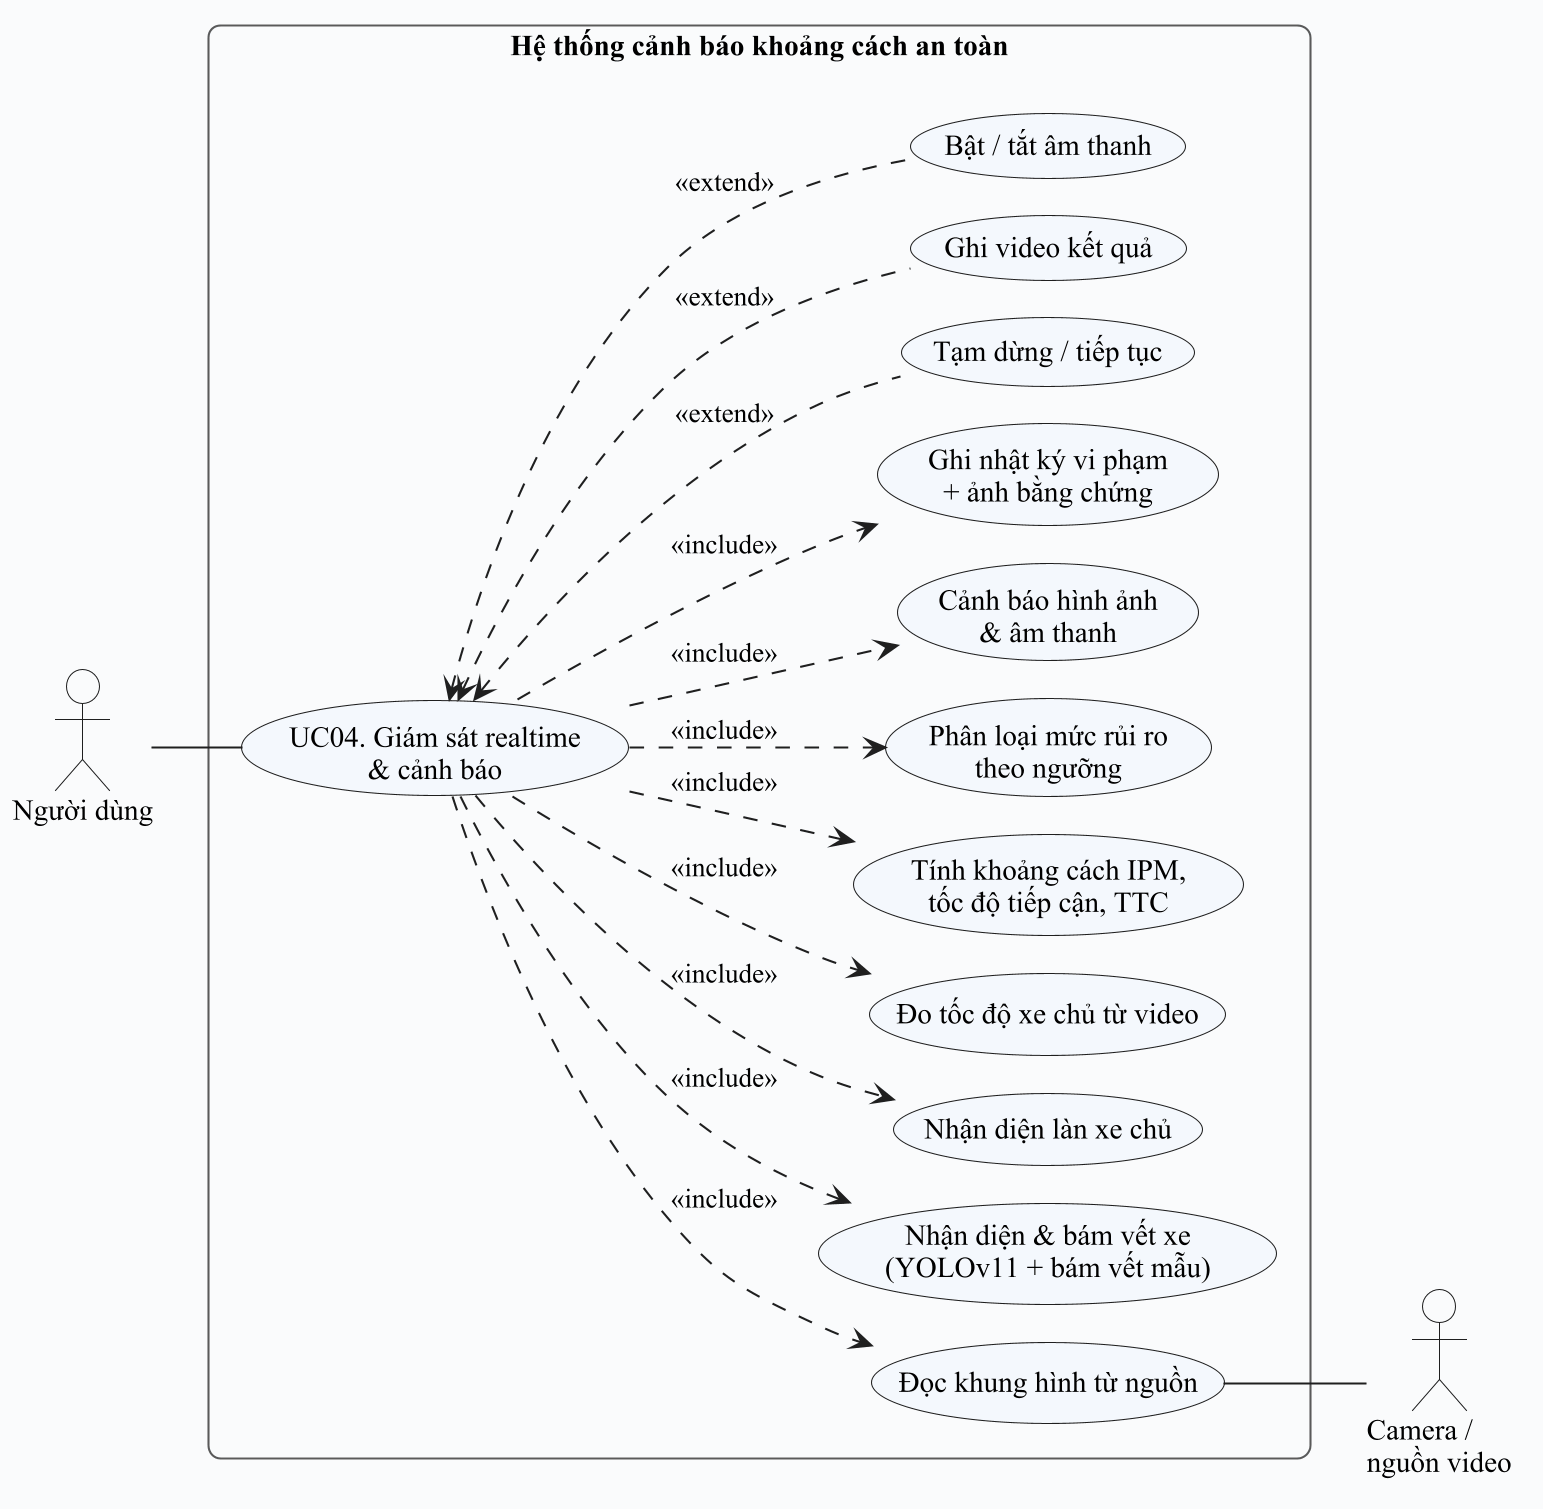 Hệ thống cảnh báo khoảng cách an toàn
Bật / tắt âm thanh
«extend»
Ghi video kết quả
«extend»
Tạm dừng / tiếp tục
«extend»
Ghi nhật ký vi phạm
+ ảnh bằng chứng
«include»
Cảnh báo hình ảnh
& âm thanh
«include»
Người dùng
UC04. Giám sát realtime
& cảnh báo
«include»
Phân loại mức rủi ro
theo ngưỡng
«include»
Tính khoảng cách IPM,
tốc độ tiếp cận, TTC
«include»
Đo tốc độ xe chủ từ video
«include»
Nhận diện làn xe chủ
«include»
Nhận diện & bám vết xe
(YOLOv11 + bám vết mẫu)
«include»
Đọc khung hình từ nguồn
Camera /
nguồn video